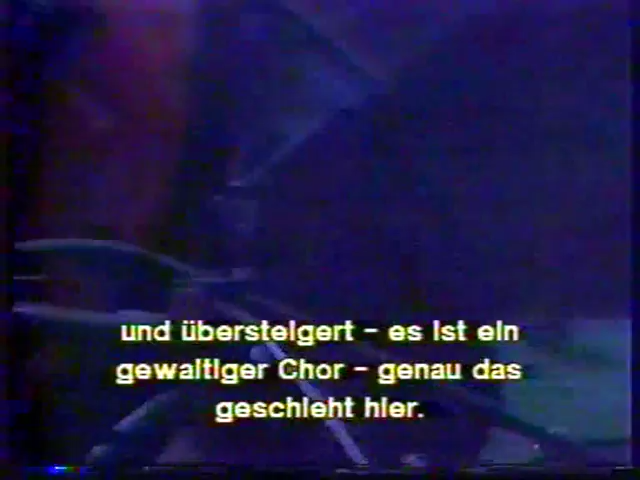 und übersteigert - es ist ein
gewaltiger Chor - genau das
geschieht hier.